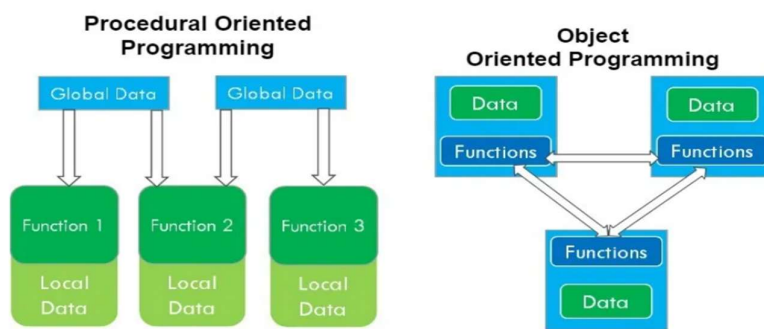 Procedural Oriented
Programming
Global Data
Global Data
Function 1
Function 2
Function 3
Local
Data
Local
Data
Local
Data
Object
Oriented Programming
Data
Data
Functions
Functions
Functions
Data